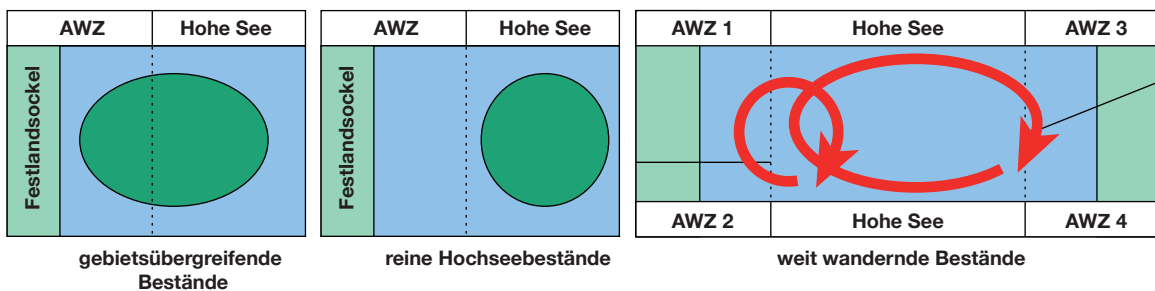 AWZ Hohe See
Festlandsockel
gebietsübergreifende
Bestände
AWZ Hohe See
Festlandsockel
reine Hochseebestände
AWZ 1 Hohe See AWZ 3
AWZ 2 Hohe See AWZ 4
weit wandernde Bestände